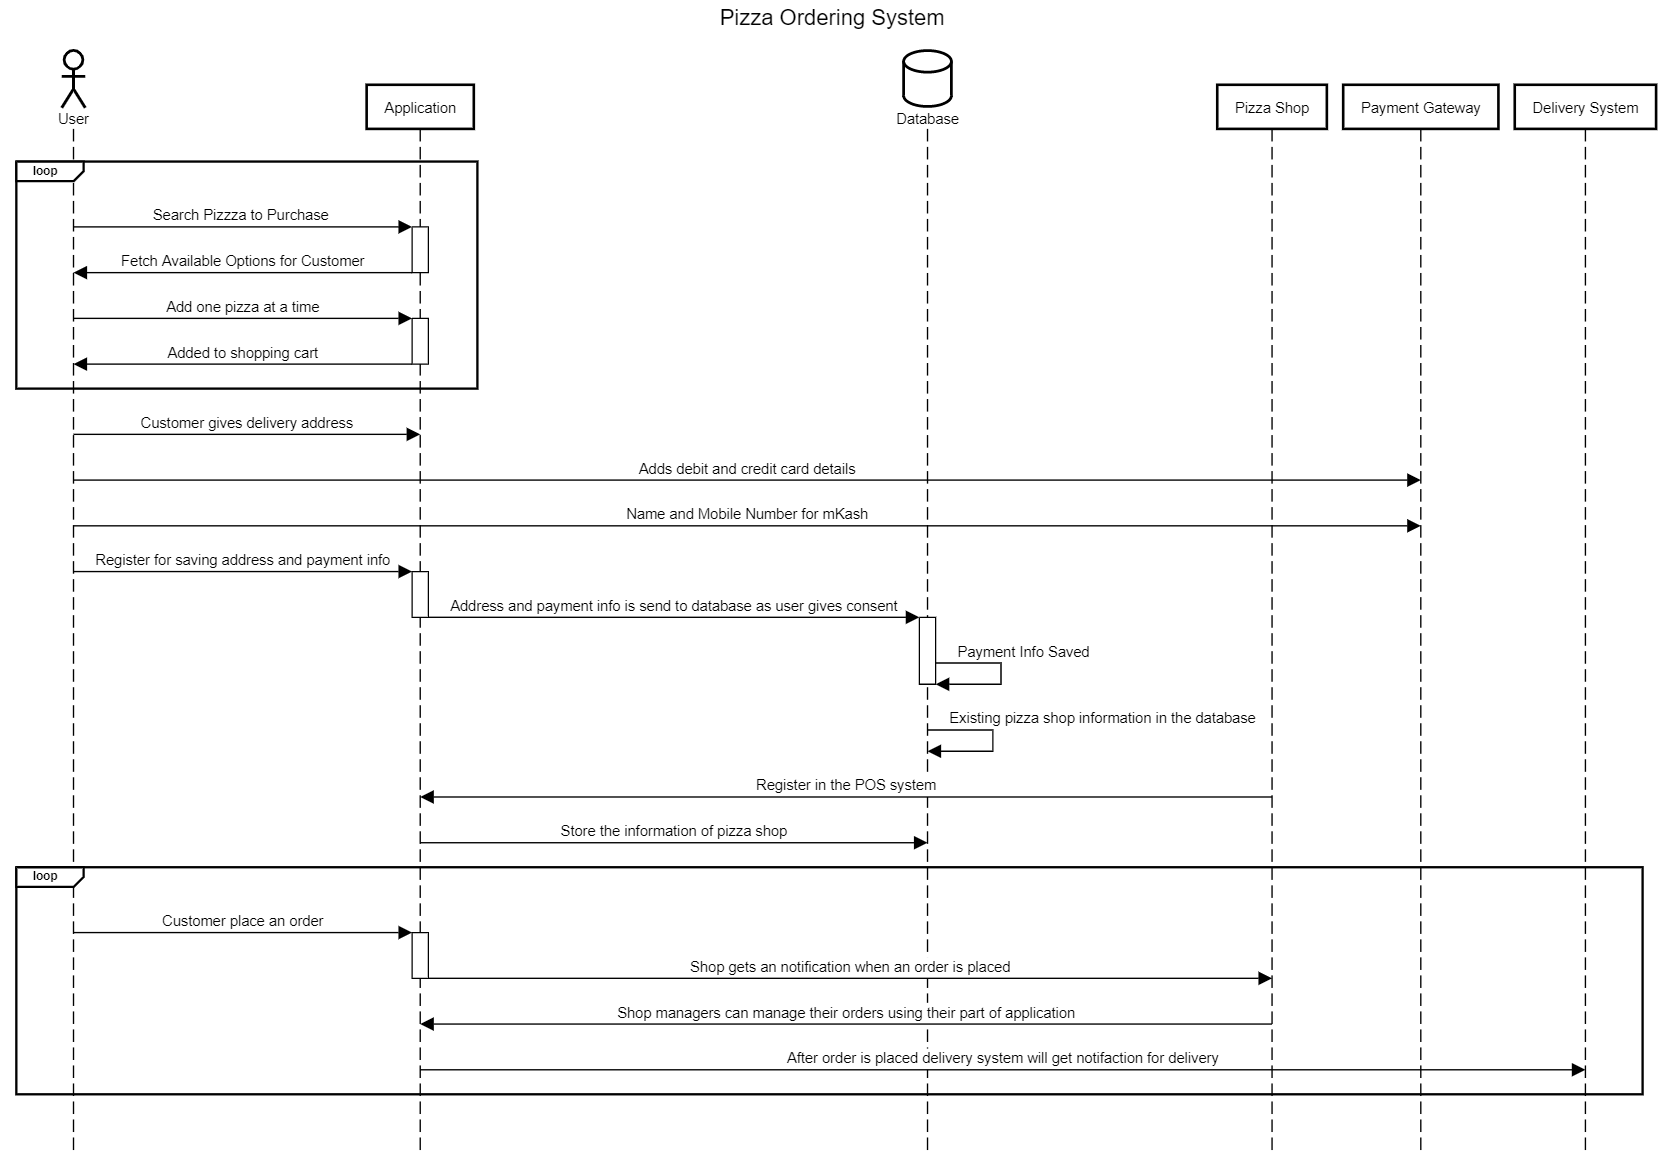 Pizza Ordering System
User
Application
Database
Pizza Shop
Payment Gateway
Delivery System
loop
Search Pizzza to Purchase
Fetch Available Options for Customer
Add one pizza at a time
Added to shopping cart
Customer gives delivery address
Adds debit and credit card details
Name and Mobile Number for mKash
Register for saving address and payment info
Address and payment info is send to database as user gives consent
Payment Info Saved
Existing pizza shop information in the database
Register in the POS system
Store the information of pizza shop
loop
Customer place an order
Shop gets an notification when an order is placed
Shop managers can manage their orders using their part of application
After order is placed delivery system will get notifaction for delivery